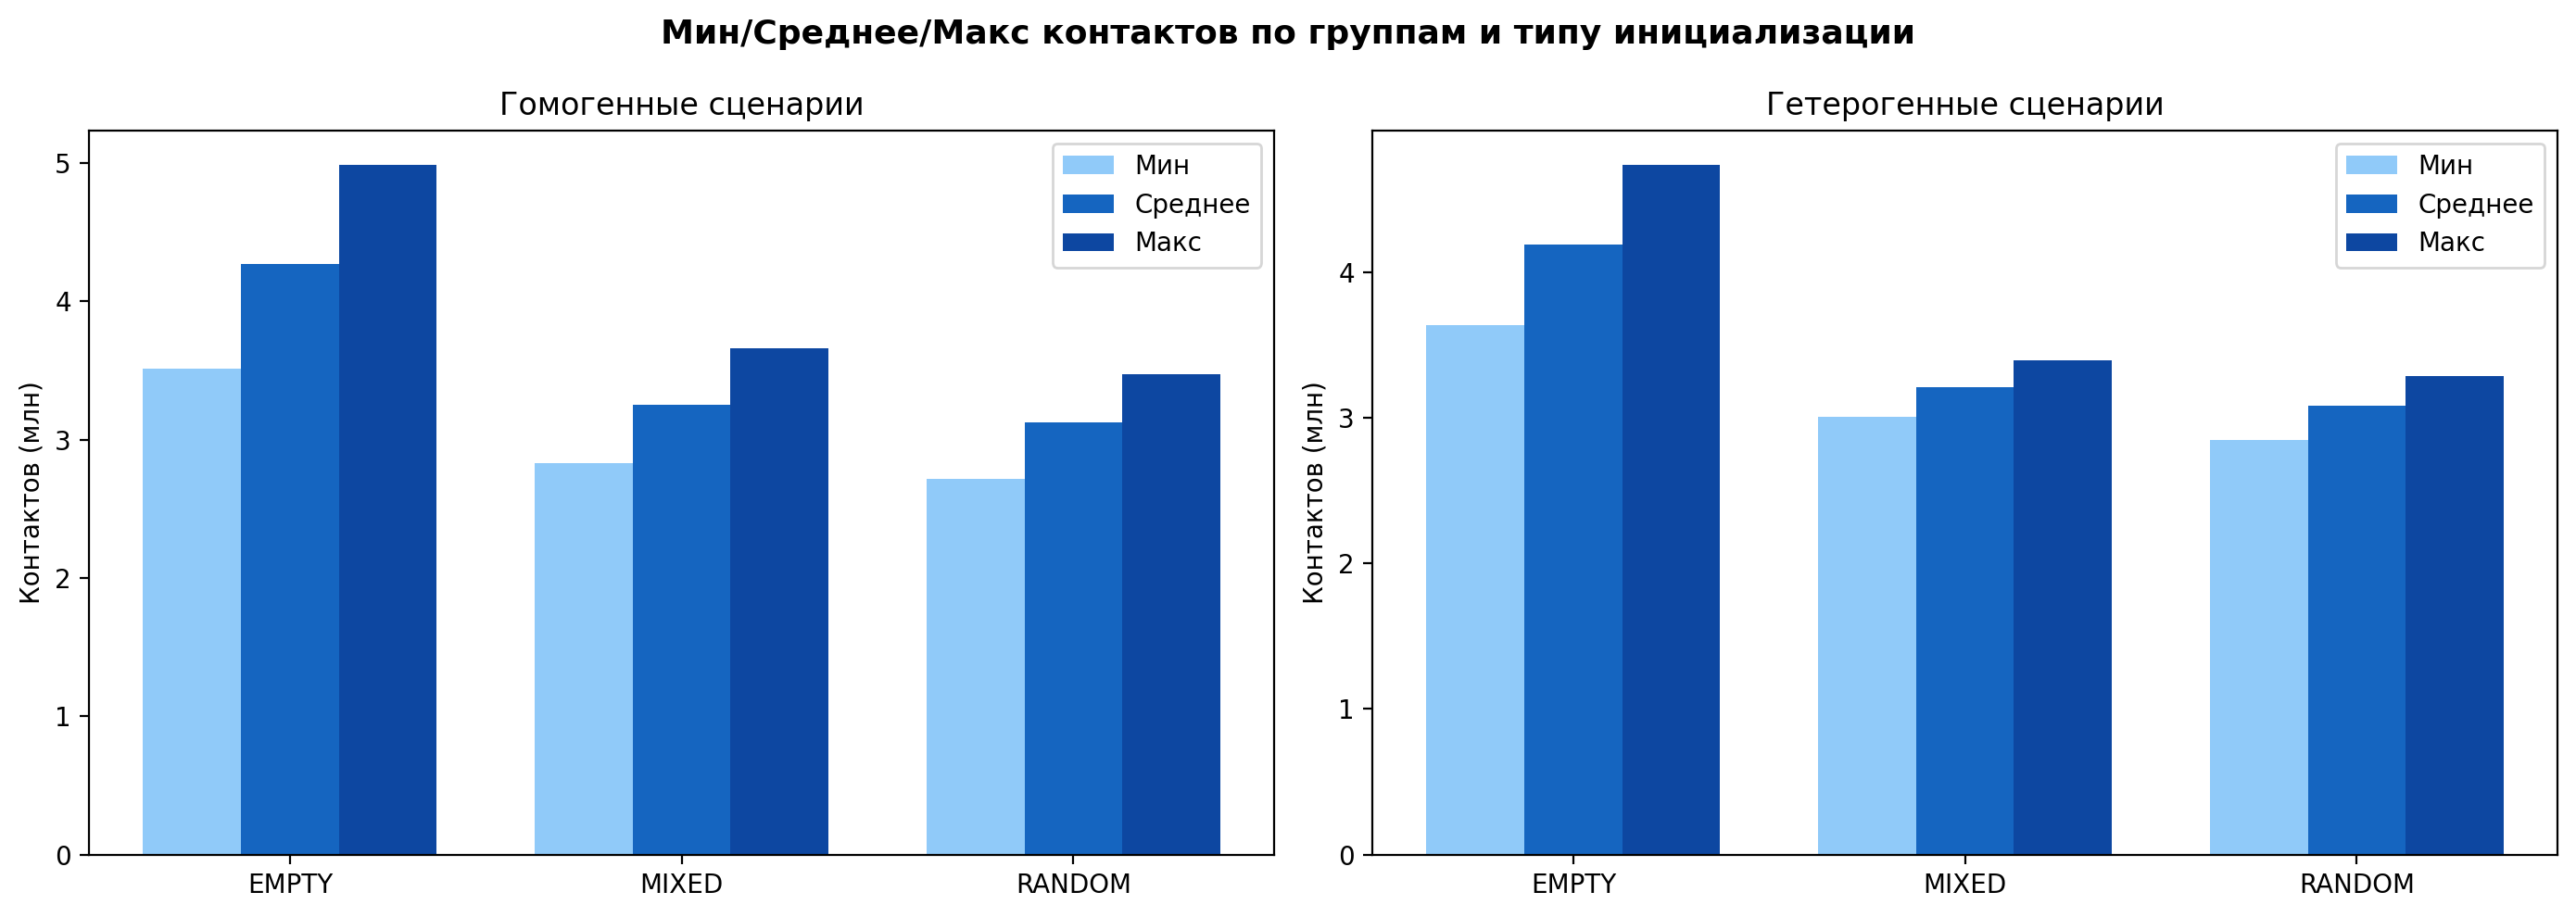 Мин/Среднее/Макс контактов по группам и типу инициализации
Гомогенные сценарии
Контактов (млн)
5
4
3
2
1
0
EMPTY
MIXED
RANDOM
Мин
Среднее
Макс
Гетерогенные сценарии
Контактов (млн)
4
3
2
1
0
EMPTY
MIXED
RANDOM
Мин
Среднее
Макс